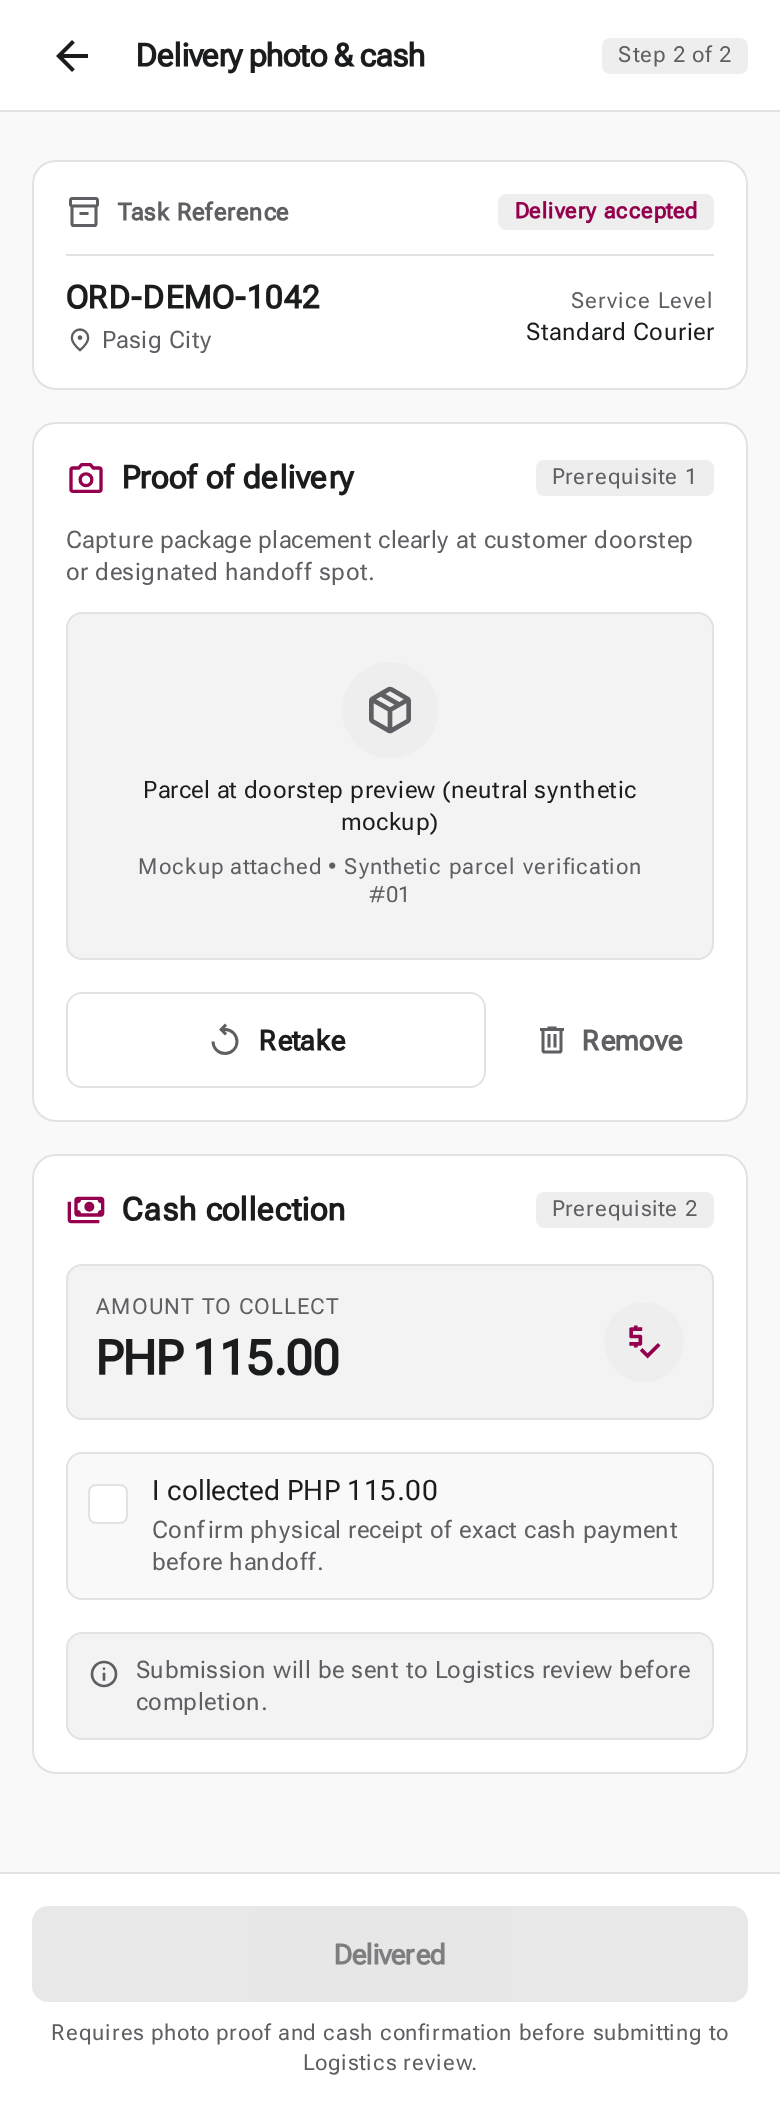 Delivery photo & cash
Step 2 of 2
Task Reference
Delivery accepted
ORD-DEMO-1042
Pasig City
Service Level
Standard Courier
Proof of delivery
Prerequisite 1
Capture package placement clearly at customer doorstep
or designated handoff spot.
Parcel at doorstep preview (neutral synthetic
mockup)
Mockup attached • Synthetic parcel verification
#01
Retake
Remove
Cash collection
Prerequisite 2
AMOUNT TO COLLECT
PHP 115.00
I collected PHP 115.00
Confirm physical receipt of exact cash payment
before handoff.
Submission will be sent to Logistics review before
completion.
Delivered
Requires photo proof and cash confirmation before submitting to
Logistics review.